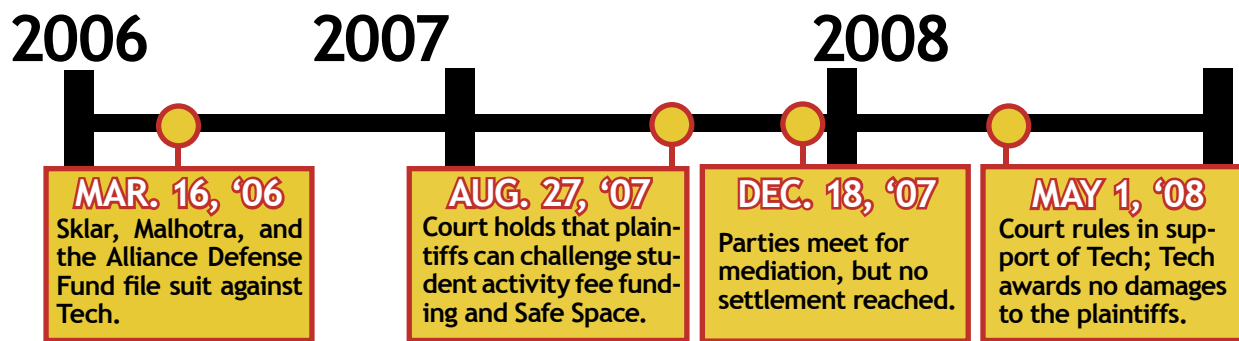 2006
2007
2008
MAR. 16, ‘06
Sklar, Malhotra, and
the Alliance Defense
Fund file suit against
Tech.
AUG. 27, ‘07
Court holds that plain-
tiffs can challenge stu-
dent activity fee fund-
ing and Safe Space.
DEC. 18, ‘07
Parties meet for
mediation, but no
settlement reached.
MAY 1, ‘08
Court rules in sup-
port of Tech; Tech
awards no damages
to the plaintiffs.